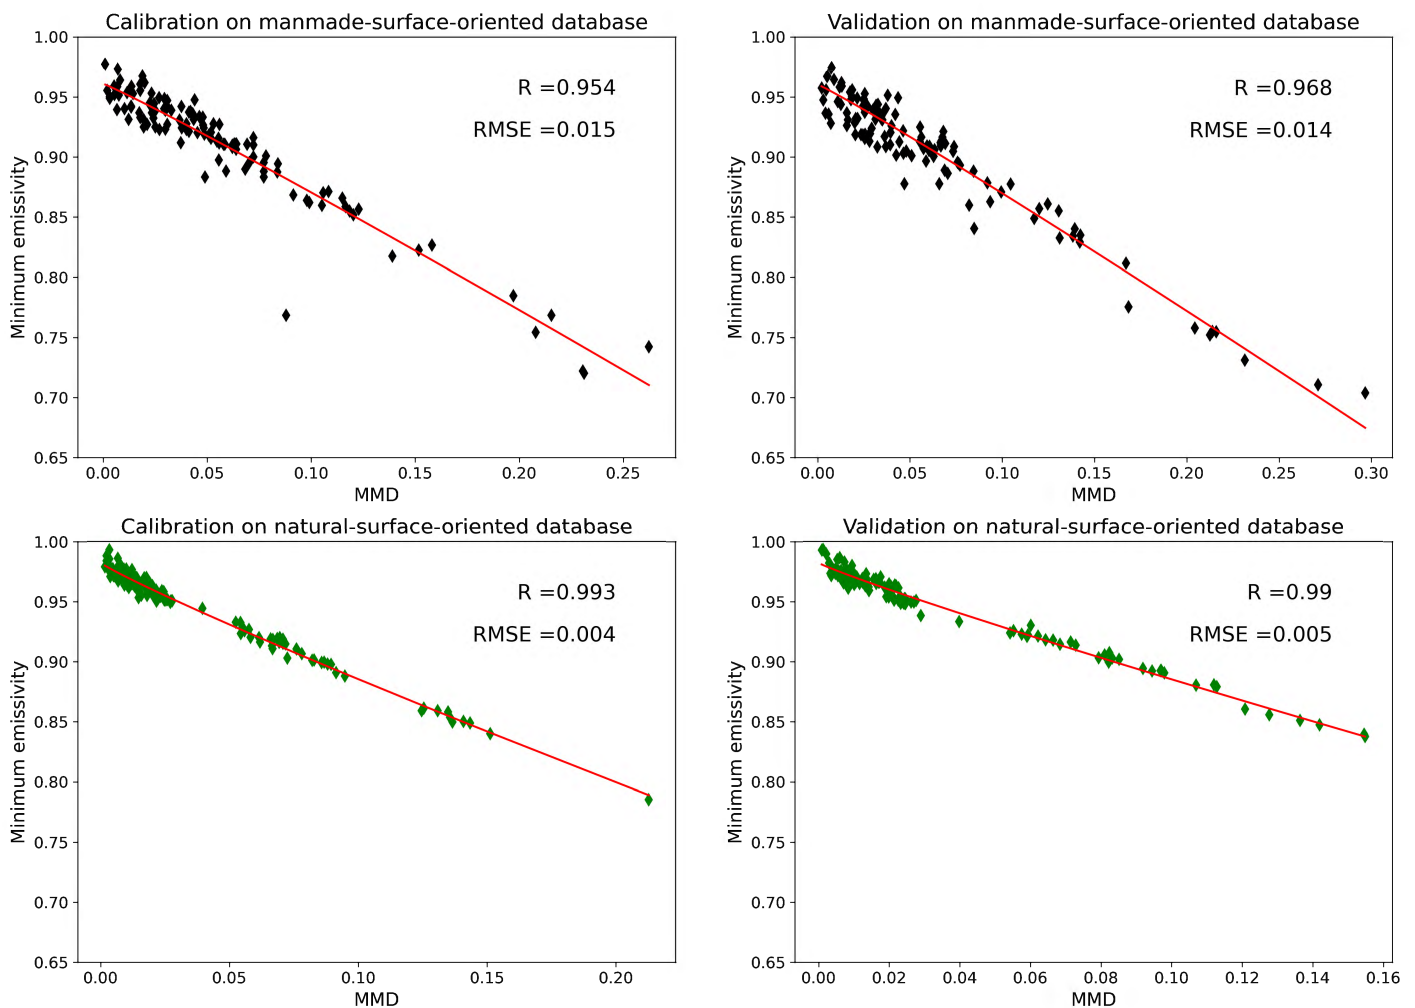 Calibration on manmade-surface-oriented database
1.00
0.95
0.90
0.85
0.80
0.75
0.70
0.65
Minimum emissivity
R =0.954
RMSE =0.015
0.00 0.05 0.10 0.15 0.20 0.25
MMD
Validation on manmade-surface-oriented database
1.00
0.95
0.90
0.85
0.80
0.75
0.70
0.65
Minimum emissivity
R =0.968
RMSE =0.014
0.00 0.05 0.10 0.15 0.20 0.25 0.30
MMD
Calibration on natural-surface-oriented database
1.00
0.95
0.90
0.85
0.80
0.75
0.70
0.65
Minimum emissivity
R =0.993
RMSE =0.004
0.00 0.05 0.10 0.15 0.20
MMD
Validation on natural-surface-oriented database
1.00
0.95
0.90
0.85
0.80
0.75
0.70
0.65
Minimum emissivity
R =0.99
RMSE =0.005
0.00 0.02 0.04 0.06 0.08 0.10 0.12 0.14 0.16
MMD